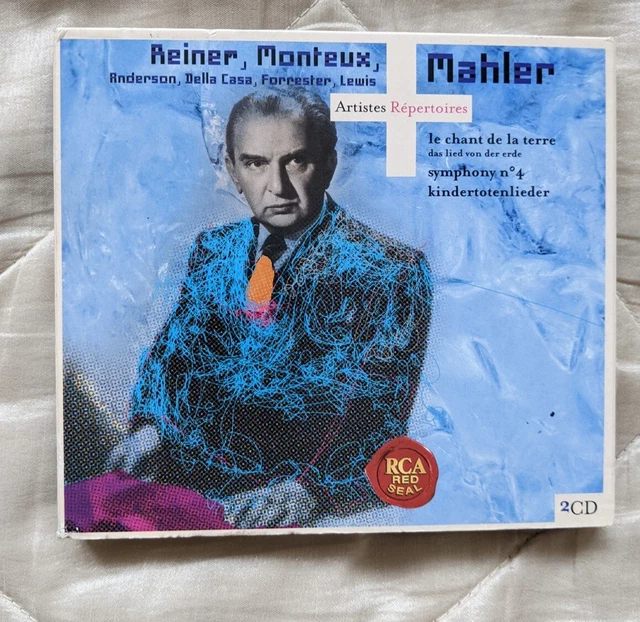 Reiner, Monteux,
Anderson, Della Casa, Forrester, Lewis
Mahler
Artistes Répertoires
le chant de la terre
das lied von der erde
symphony n°4
kindertotenlieder
RCA
RED
SEAL
2CD